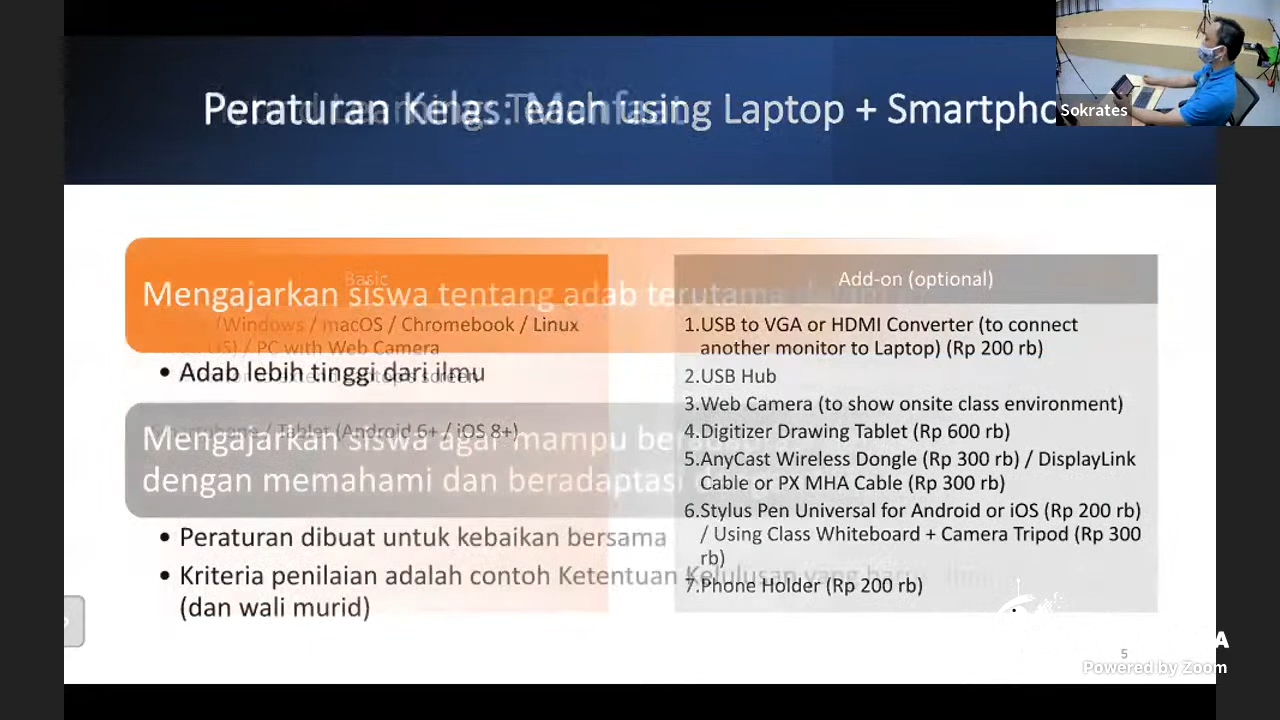 Peraturan Kelas:
using Laptop + Smartpho
Sokrates
Basic
Mengajarkan siswa tentang adab terutama
(Windows / macOS / Chromebook / Linux
/ PC with Web Camera
• Adab lebih tinggi dari ilmu
Smartphone / Tablet (Android 6+ / iOS 8+)
Mengajarkan siswa agar mampu
dengan memahami dan beradaptasi
• Peraturan dibuat untuk kebaikan bersama
• Kriteria penilaian adalah contoh Ketentuan Kelulusan yang
(dan wali murid)
Add-on (optional)
1.USB to VGA or HDMI Converter (to connect
another monitor to Laptop) (Rp 200 rb)
2.USB Hub
3.Web Camera (to show onsite class environment)
4.Digitizer Drawing Tablet (Rp 600 rb)
5.AnyCast Wireless Dongle (Rp 300 rb) / DisplayLink
Cable or PX MHA Cable (Rp 300 rb)
6.Stylus Pen Universal for Android or iOS (Rp 200 rb)
/ Using Class Whiteboard + Camera Tripod (Rp 300
rb)
7.Phone Holder (Rp 200 rb)
5
Powered by Zoom